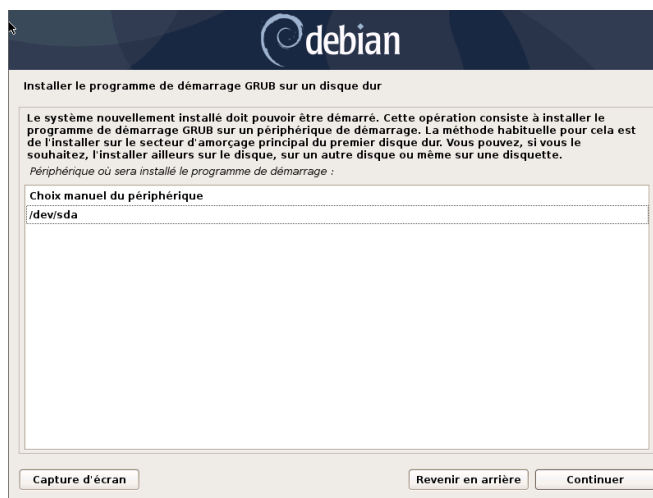 debian
Installer le programme de démarrage GRUB sur un disque dur
Le système nouvellement installé doit pouvoir être démarré. Cette opération consiste à installer le
programme de démarrage GRUB sur un périphérique de démarrage. La méthode habituelle pour cela est
de l'installer sur le secteur d'amorçage principal du premier disque dur. Vous pouvez, si vous le
souhaitez, l'installer ailleurs sur le disque, sur un autre disque ou même sur une disquette.
Périphérique où sera installé le programme de démarrage :
Choix manuel du périphérique
/dev/sda
Capture d'écran
Revenir en arrière
Continuer